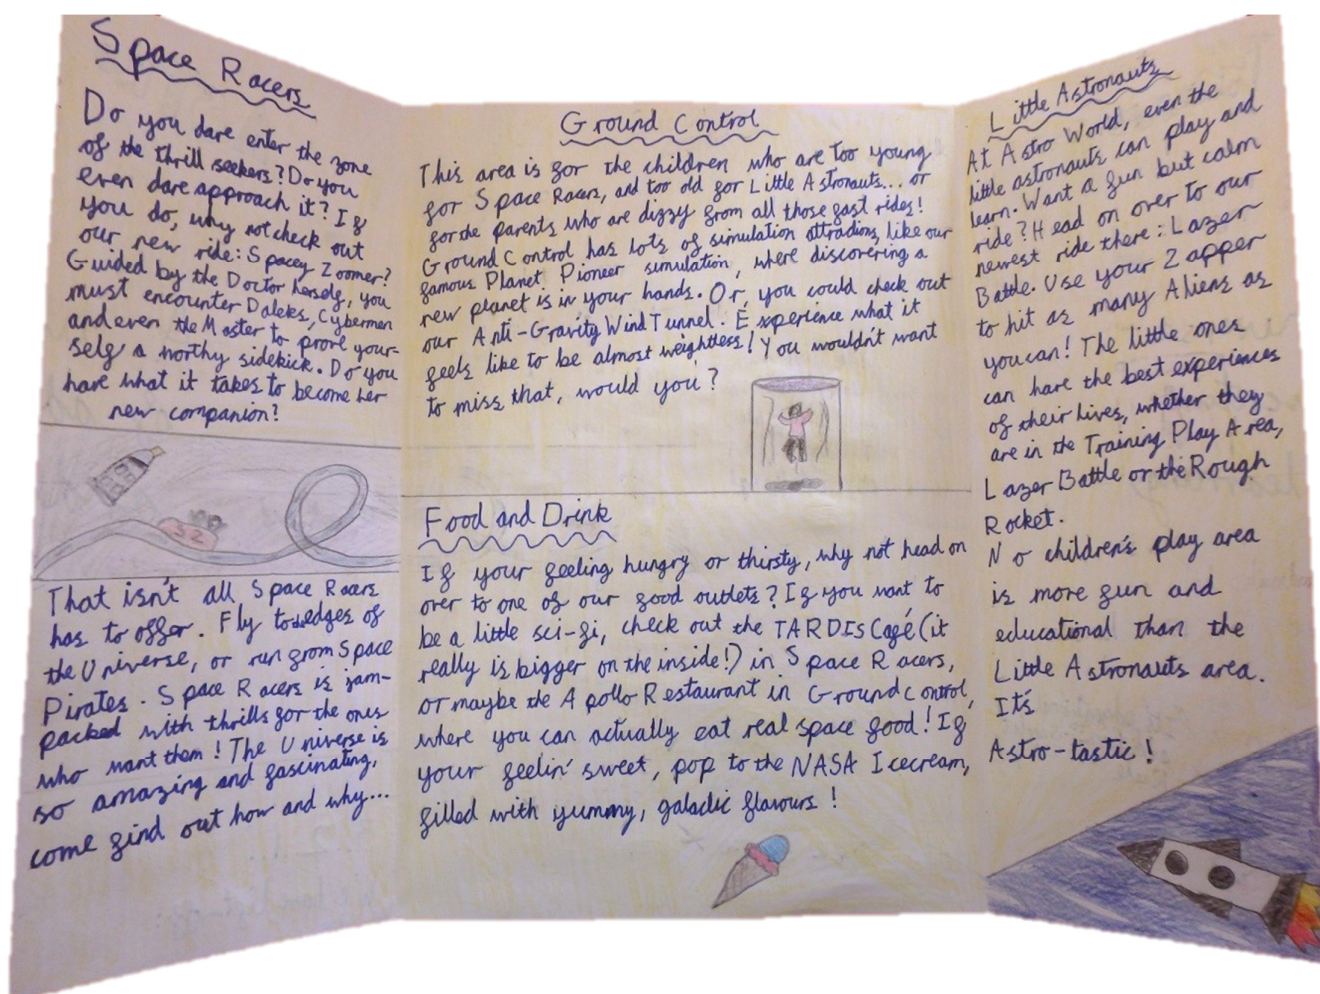 Space Racers
Do you dare enter the zone
of the thrill seekers? Do you
even dare approach it? If
you do, why not check out
our new ride: Spacey Zoomer?
Guided by the Doctor herself, you
must encounter Daleks, Cybermen
and even the Master to prove your-
self a worthy sidekick. Do you
have what it takes to become her
new companion?
32
That isn't all Space Racers
has to offer. Fly to the edges of
the Universe, or run from Space
Pirates. Space Racers is jam-
packed with thrills for the ones
who want them! The Universe is
so amazing and fascinating,
come find out how and why...
Ground Control
This area is for the children who are too young
for Space Racers, and too old for Little Astronauts... or
for the parents who are dizzy from all those fast rides!
Ground Control has lots of simulation attractions, like our
famous Planet Pioneer simulation, where discovering a
new planet is in your hands. Or, you could check out
our Anti-Gravity Wind Tunnel. Experience what it
feels like to be almost weightless! You wouldn't want
to miss that, would you?
Food and Drink
If your feeling hungry or thirsty, why not head on
over to one of our food outlets? If you want to
be a little sci-fi, check out the TARDIS Café (it
really is bigger on the inside!) in Space Racers,
or maybe the Apollo Restaurant in Ground Control,
where you can actually eat real space food! If
your feelin' sweet, pop to the NASA Icecream,
filled with yummy, galactic flavours!
Little Astronauts
At Astro World, even the
little astronauts can play and
learn. Want a fun but calm
ride? Head on over to our
newest ride there: Lazer
Battle. Use your Zapper
to hit as many Aliens as
you can! The little ones
can have the best experiences
of their lives, whether they
are in the Training Play Area,
Lazer Battle or the Rough
Rocket.
No children's play area
is more fun and
educational than the
Little Astronauts area.
It's
Astro-tastic!